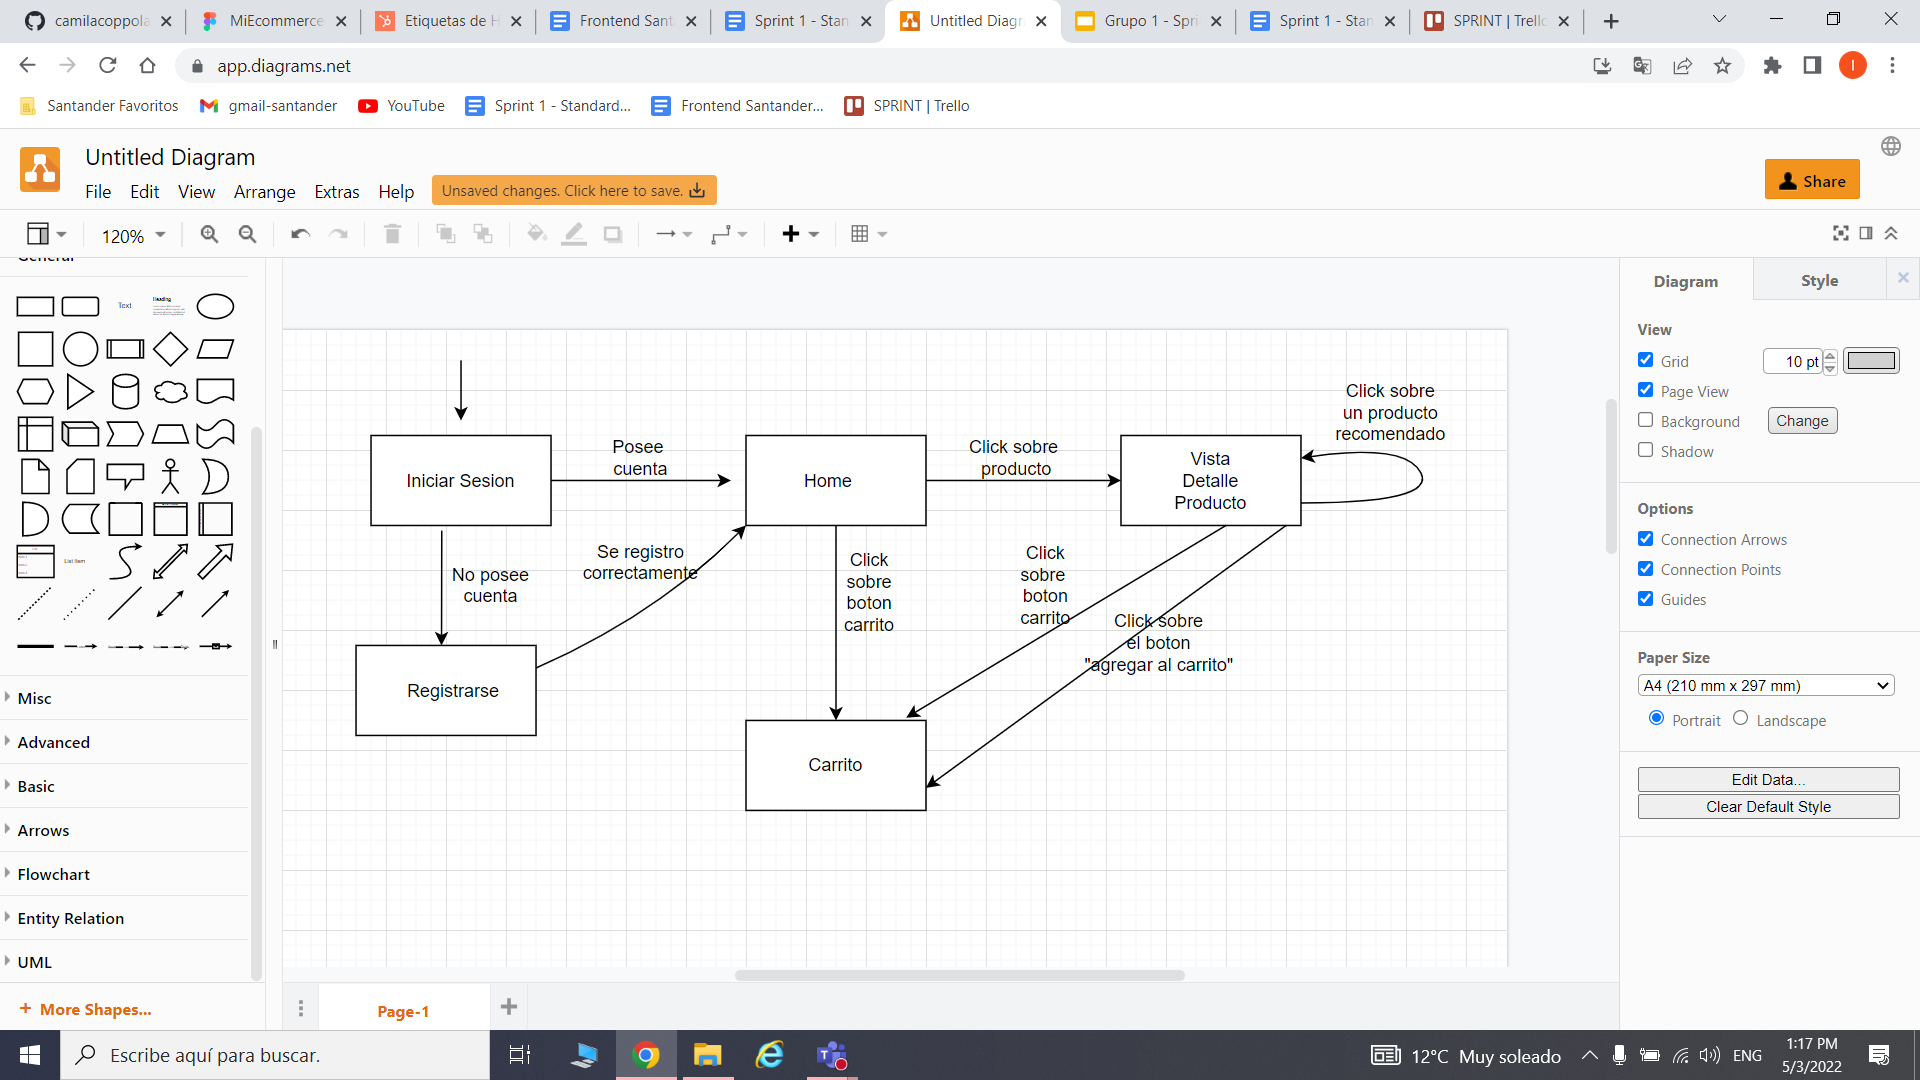 camilacoppola
MiEcommerce
Etiquetas de H
Frontend Sant
Sprint 1 - Stan
Untitled Diagr
Grupo 1 - Spri
Sprint 1 - Stan
SPRINT | Trello
app.diagrams.net
I
Santander Favoritos
gmail-santander
YouTube
Sprint 1 - Standard...
Frontend Santander...
SPRINT | Trello
Untitled Diagram
File Edit View Arrange Extras Help
Unsaved changes. Click here to save.
Share
120%
General
Text
Heading
List Item
Misc
Advanced
Basic
Arrows
Flowchart
Entity Relation
UML
+ More Shapes...
Iniciar Sesion
Posee
cuenta
Home
Click sobre
producto
Vista
Detalle
Producto
Click sobre
un producto
recomendado
No posee
cuenta
Se registro
correctamente
Click
sobre
boton
carrito
Click
sobre
boton
carrito
Click sobre
el boton
"agregar al carrito"
Registrarse
Carrito
Page-1
Diagram
Style
View
Grid
10 pt
Page View
Background
Change
Shadow
Options
Connection Arrows
Connection Points
Guides
Paper Size
A4 (210 mm x 297 mm)
Portrait
Landscape
Edit Data...
Clear Default Style
Escribe aquí para buscar.
12°C Muy soleado
ENG
1:17 PM
5/3/2022